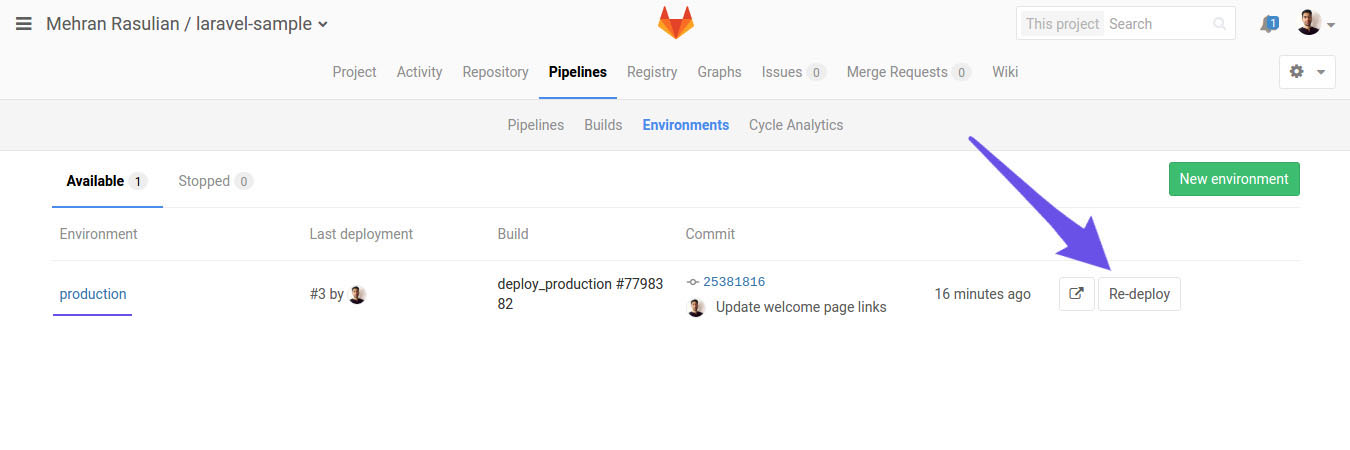 Mehran Rasulian / laravel-sample
This project Search
1
Project Activity Repository Pipelines Registry Graphs Issues 0 Merge Requests 0 Wiki
Pipelines Builds Environments Cycle Analytics
Available 1 Stopped 0
New environment
Environment Last deployment Build Commit
production
#3 by
deploy_production #77983
82
25381816
Update welcome page links
16 minutes ago
Re-deploy